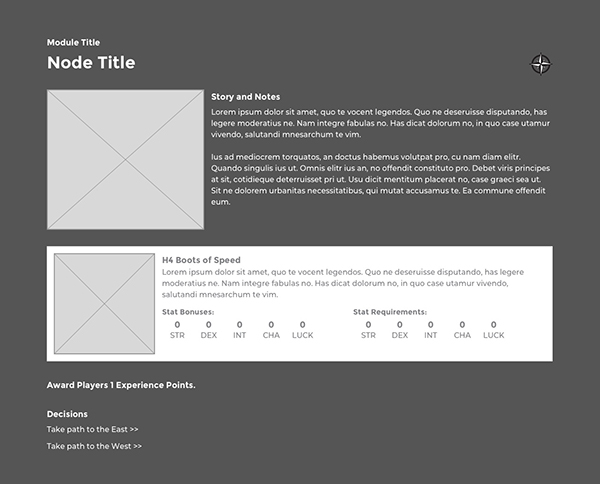 Module Title
Node Title
Story and Notes
Lorem ipsum dolor sit amet, quo te vocent legendos. Quo ne deseruisse disputando, has
legere moderatius ne. Nam integre fabulas no. Has dicat dolorum no, in quo case utamur
vivendo, salutandi mnesarchum te vim.
Ius ad mediocrem torquatos, an doctus habemus volutpat pro, cu nam diam elitr.
Quando singulis ius ut. Omnis elitr ius an, no offendit constituto pro. Debet viris principes
at sit, cotidieque deterruisset pri ut. Usu dicit mentitum placerat no, case graeci sea ut.
Sit ne dolorem urbanitas necessitatibus, qui mutat accusamus te. Ea commune offendit
eum.
H4 Boots of Speed
Lorem ipsum dolor sit amet, quo te vocent legendos. Quo ne deseruisse disputando, has legere
moderatius ne. Nam integre fabulas no. Has dicat dolorum no, in quo case utamur vivendo,
salutandi mnesarchum te vim.
Stat Bonuses:
0 0 0 0 0
STR DEX INT CHA LUCK
Stat Requirements:
0 0 0 0 0
STR DEX INT CHA LUCK
Award Players 1 Experience Points.
Decisions
Take path to the East >>
Take path to the West >>